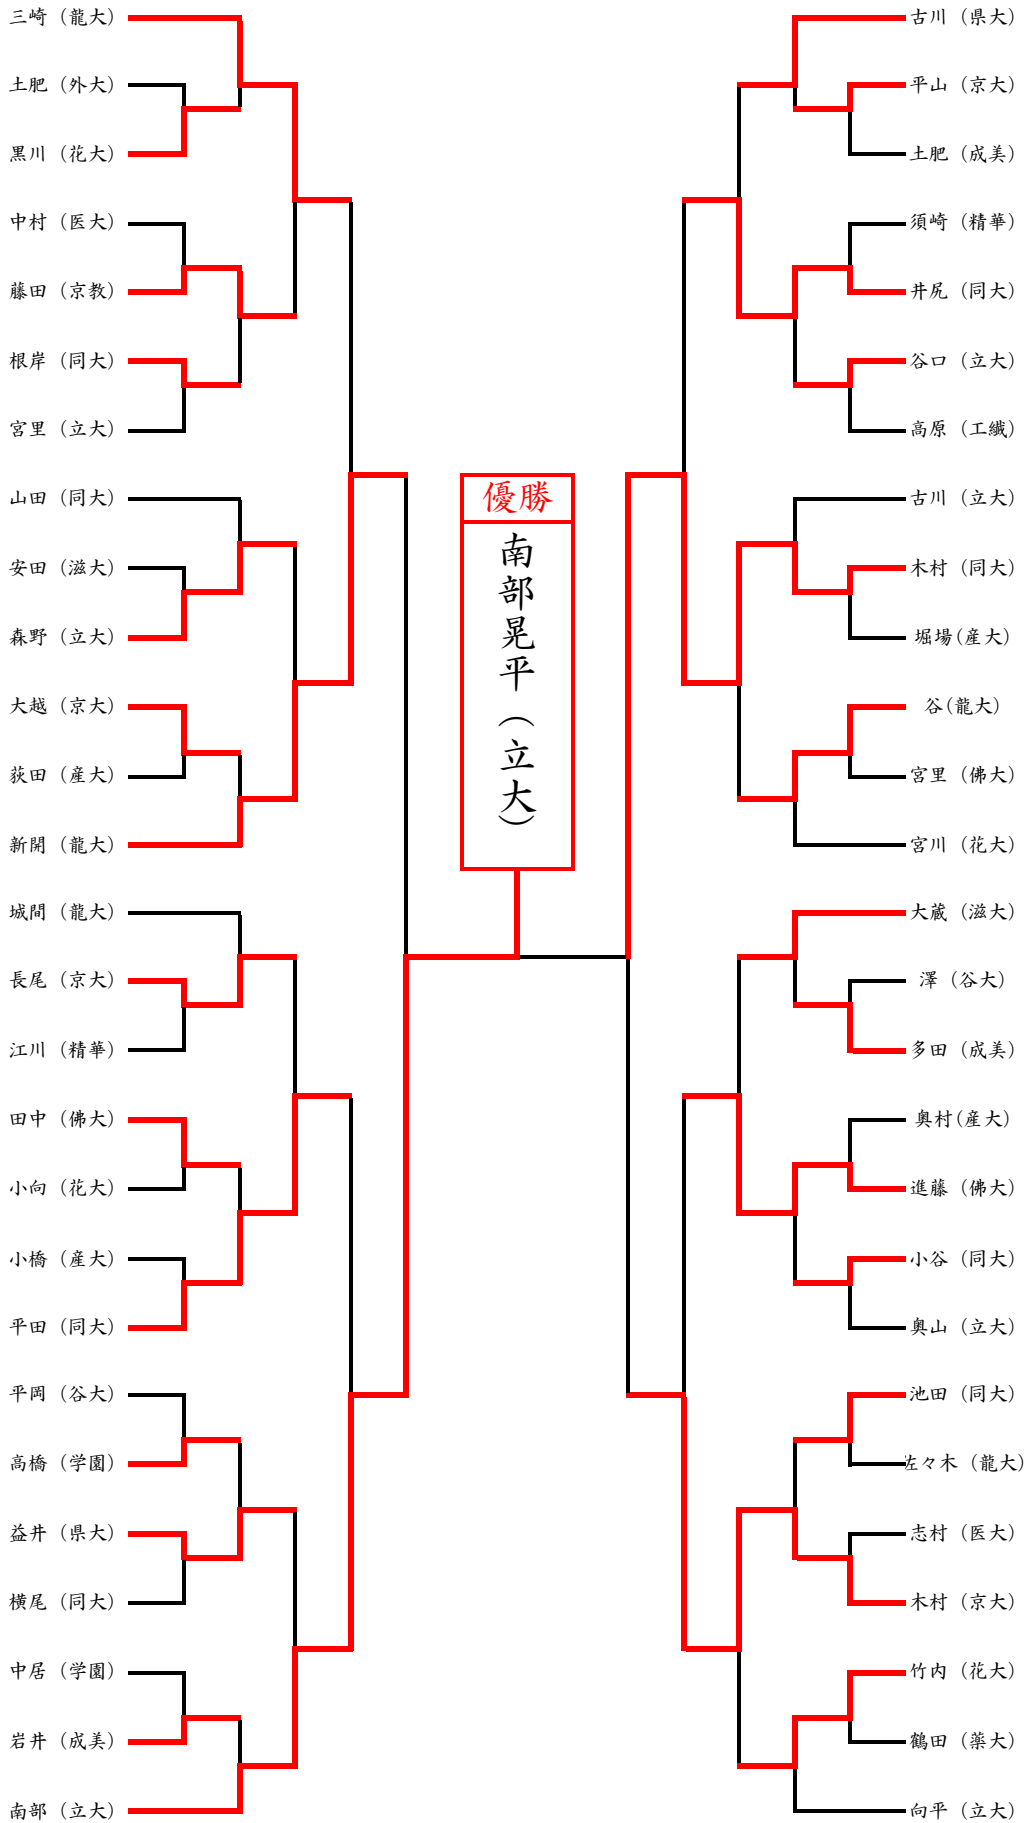 三崎（龍大）
土肥（外大）
黒川（花大）
中村（医大）
藤田（京教）
根岸（同大）
宮里（立大）
山田（同大）
安田（滋大）
森野（立大）
大越（京大）
荻田（産大）
新開（龍大）
城間（龍大）
長尾（京大）
江川（精華）
田中（佛大）
小向（花大）
小橋（産大）
平田（同大）
平岡（谷大）
高橋（学園）
益井（県大）
横尾（同大）
中居（学園）
岩井（成美）
南部（立大）
優勝
南部晃平（立大）
古川（県大）
平山（京大）
土肥（成美）
須崎（精華）
井尻（同大）
谷口（立大）
高原（工繊）
古川（立大）
木村（同大）
堀場(産大)
谷(龍大)
宮里（佛大）
宮川（花大）
大蔵（滋大）
澤（谷大）
多田（成美）
奥村(産大)
進藤（佛大）
小谷（同大）
奥山（立大）
池田（同大）
佐々木（龍大）
志村（医大）
木村（京大）
竹内（花大）
鶴田（薬大）
向平（立大）